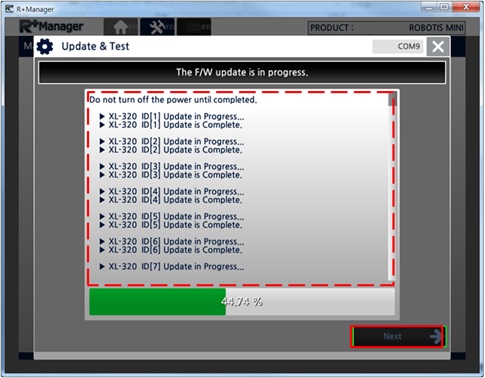 R+Manager
R+Manager
PRODUCT : ROBOTIS MINI
Update & Test
COM9
The F/W update is in progress.
Do not turn off the power until completed.
▶ XL-320 ID[1] Update in Progress...
▶ XL-320 ID[1] Update is Complete.
▶ XL-320 ID[2] Update in Progress...
▶ XL-320 ID[2] Update is Complete.
▶ XL-320 ID[3] Update in Progress...
▶ XL-320 ID[3] Update is Complete.
▶ XL-320 ID[4] Update in Progress...
▶ XL-320 ID[4] Update is Complete.
▶ XL-320 ID[5] Update in Progress...
▶ XL-320 ID[5] Update is Complete.
▶ XL-320 ID[6] Update in Progress...
▶ XL-320 ID[6] Update is Complete.
▶ XL-320 ID[7] Update in Progress...
44.74 %
Next